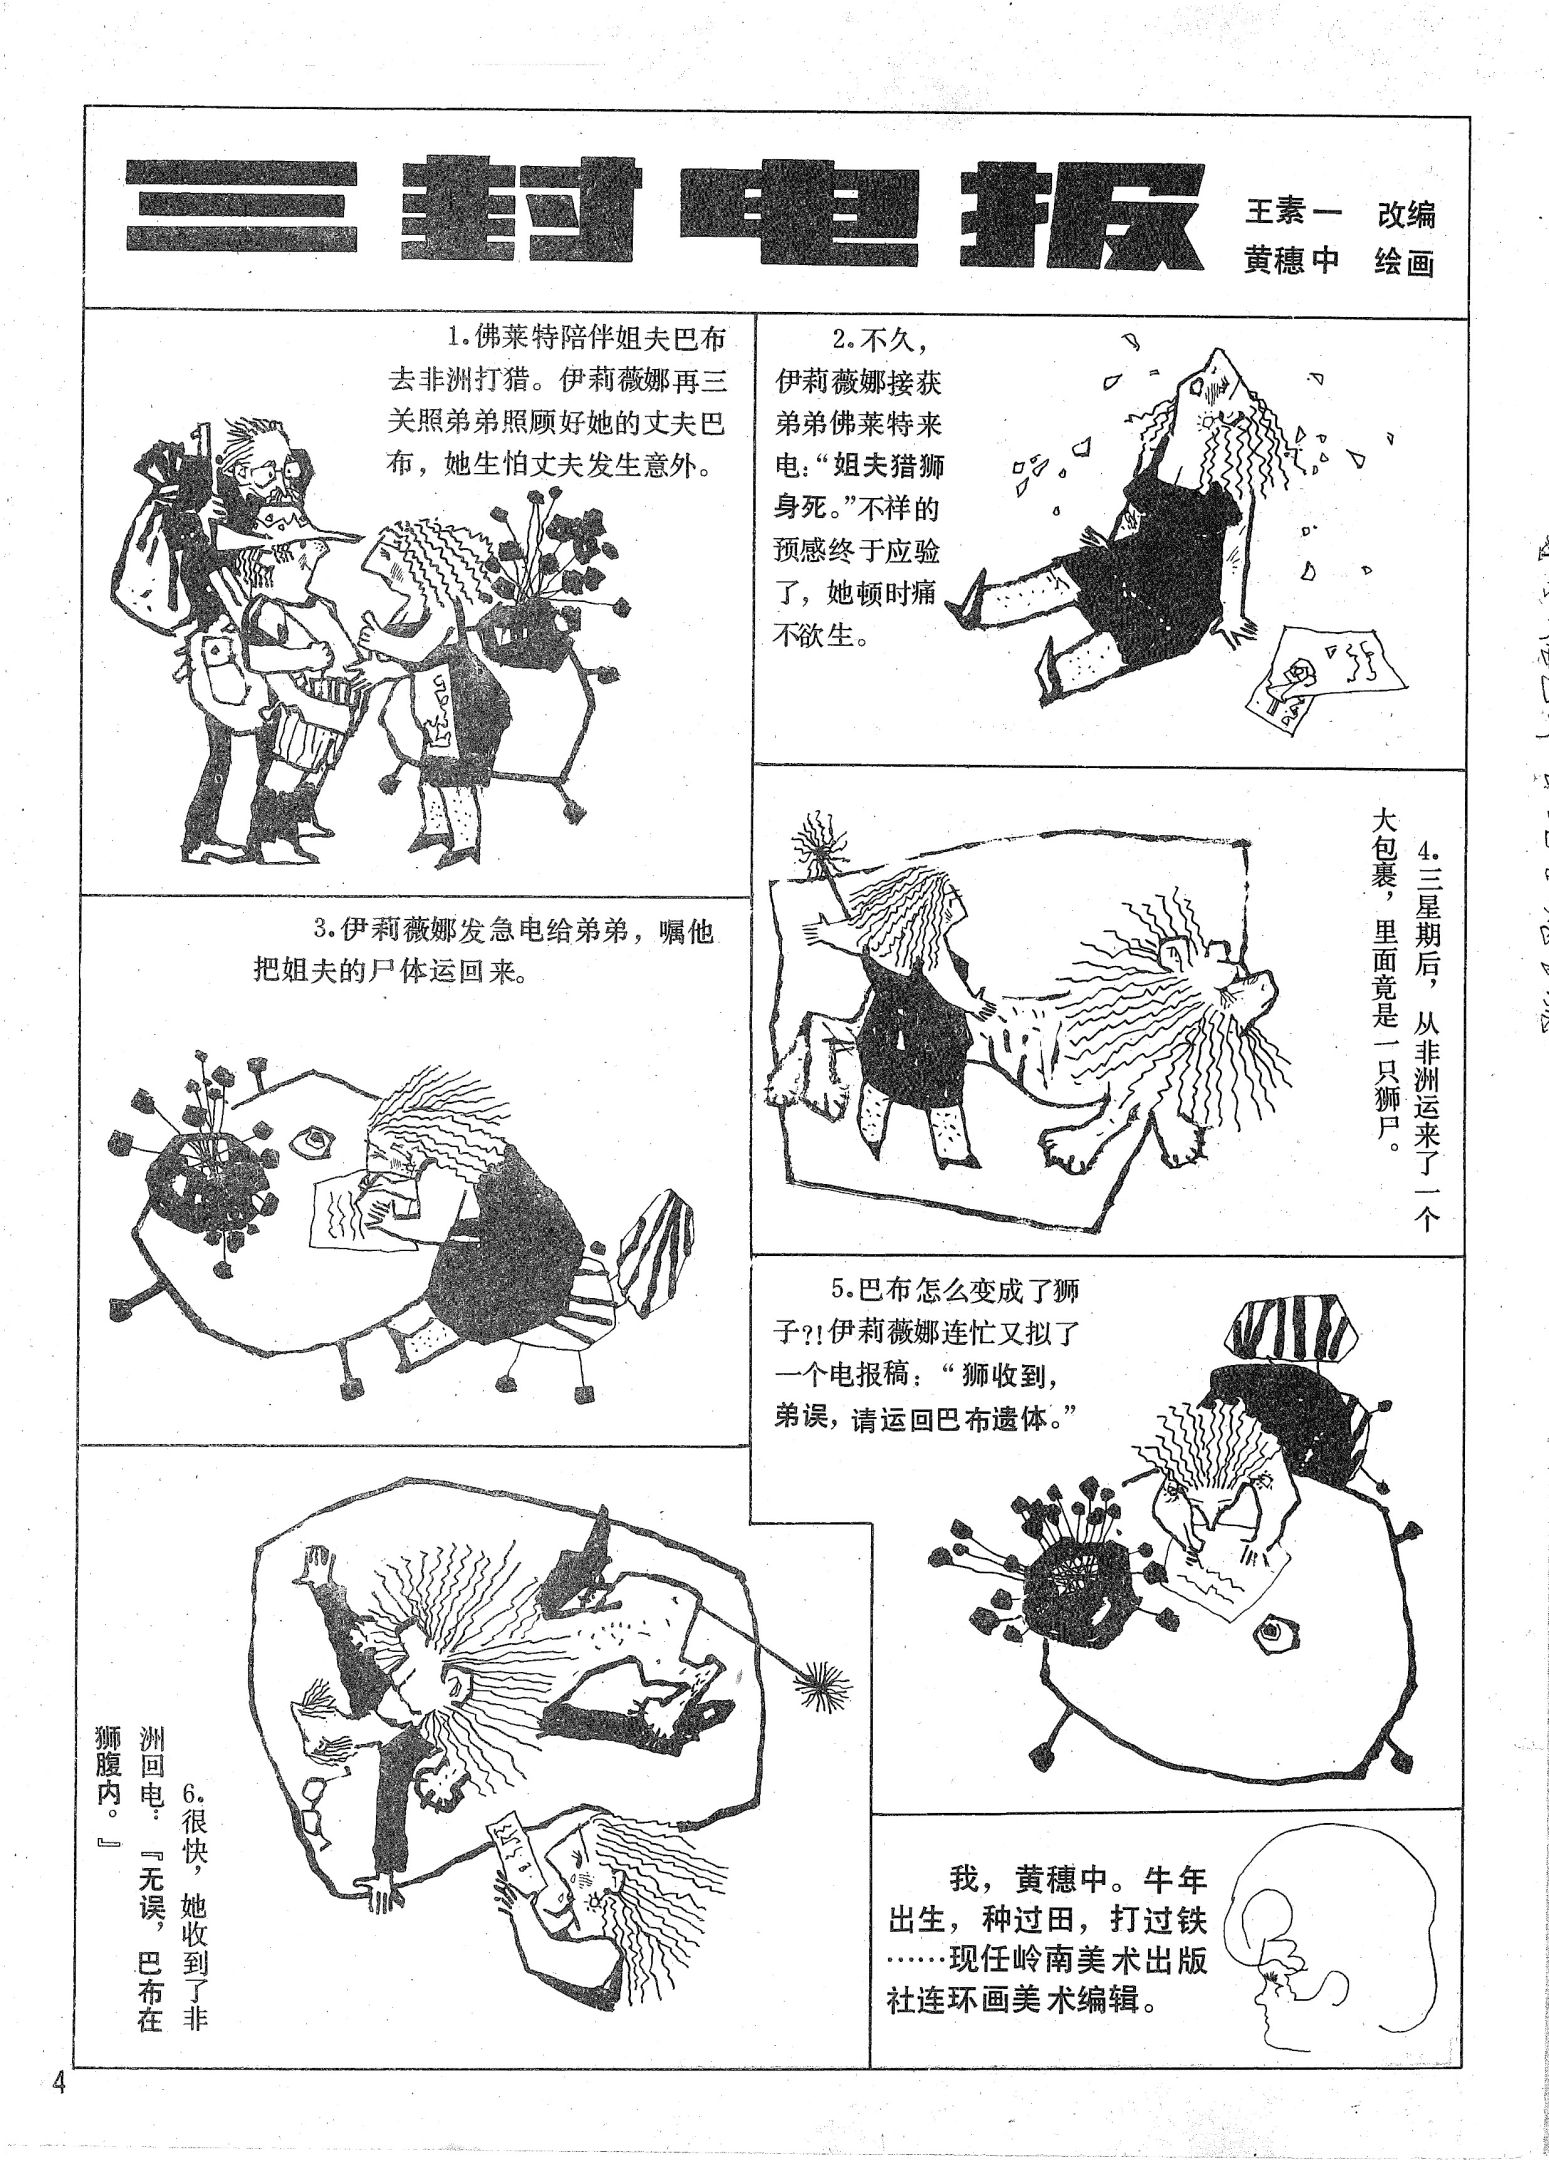 三封电报
王素一 改编
黄穗中 绘画
1.佛莱特陪伴姐夫巴布
去非洲打猎。伊莉薇娜再三
关照弟弟照顾好她的丈夫巴
布，她生怕丈夫发生意外。
2.不久，
伊莉薇娜接获
弟弟佛莱特来
电：“姐夫猎狮
身死。”不祥的
预感终于应验
了，她顿时痛
不欲生。
3.伊莉薇娜发急电给弟弟，嘱他
把姐夫的尸体运回来。
4.三星期后，从非洲运来了一个
大包裹，里面竟是一只狮尸。
5.巴布怎么变成了狮
子?!伊莉薇娜连忙又拟了
一个电报稿：“狮收到，
弟误，请运回巴布遗体。”
6.很快，她收到了非
洲回电：『无误，巴布在
狮腹内。』
我，黄穗中。牛年
出生，种过田，打过铁
……现任岭南美术出版
社连环画美术编辑。
4